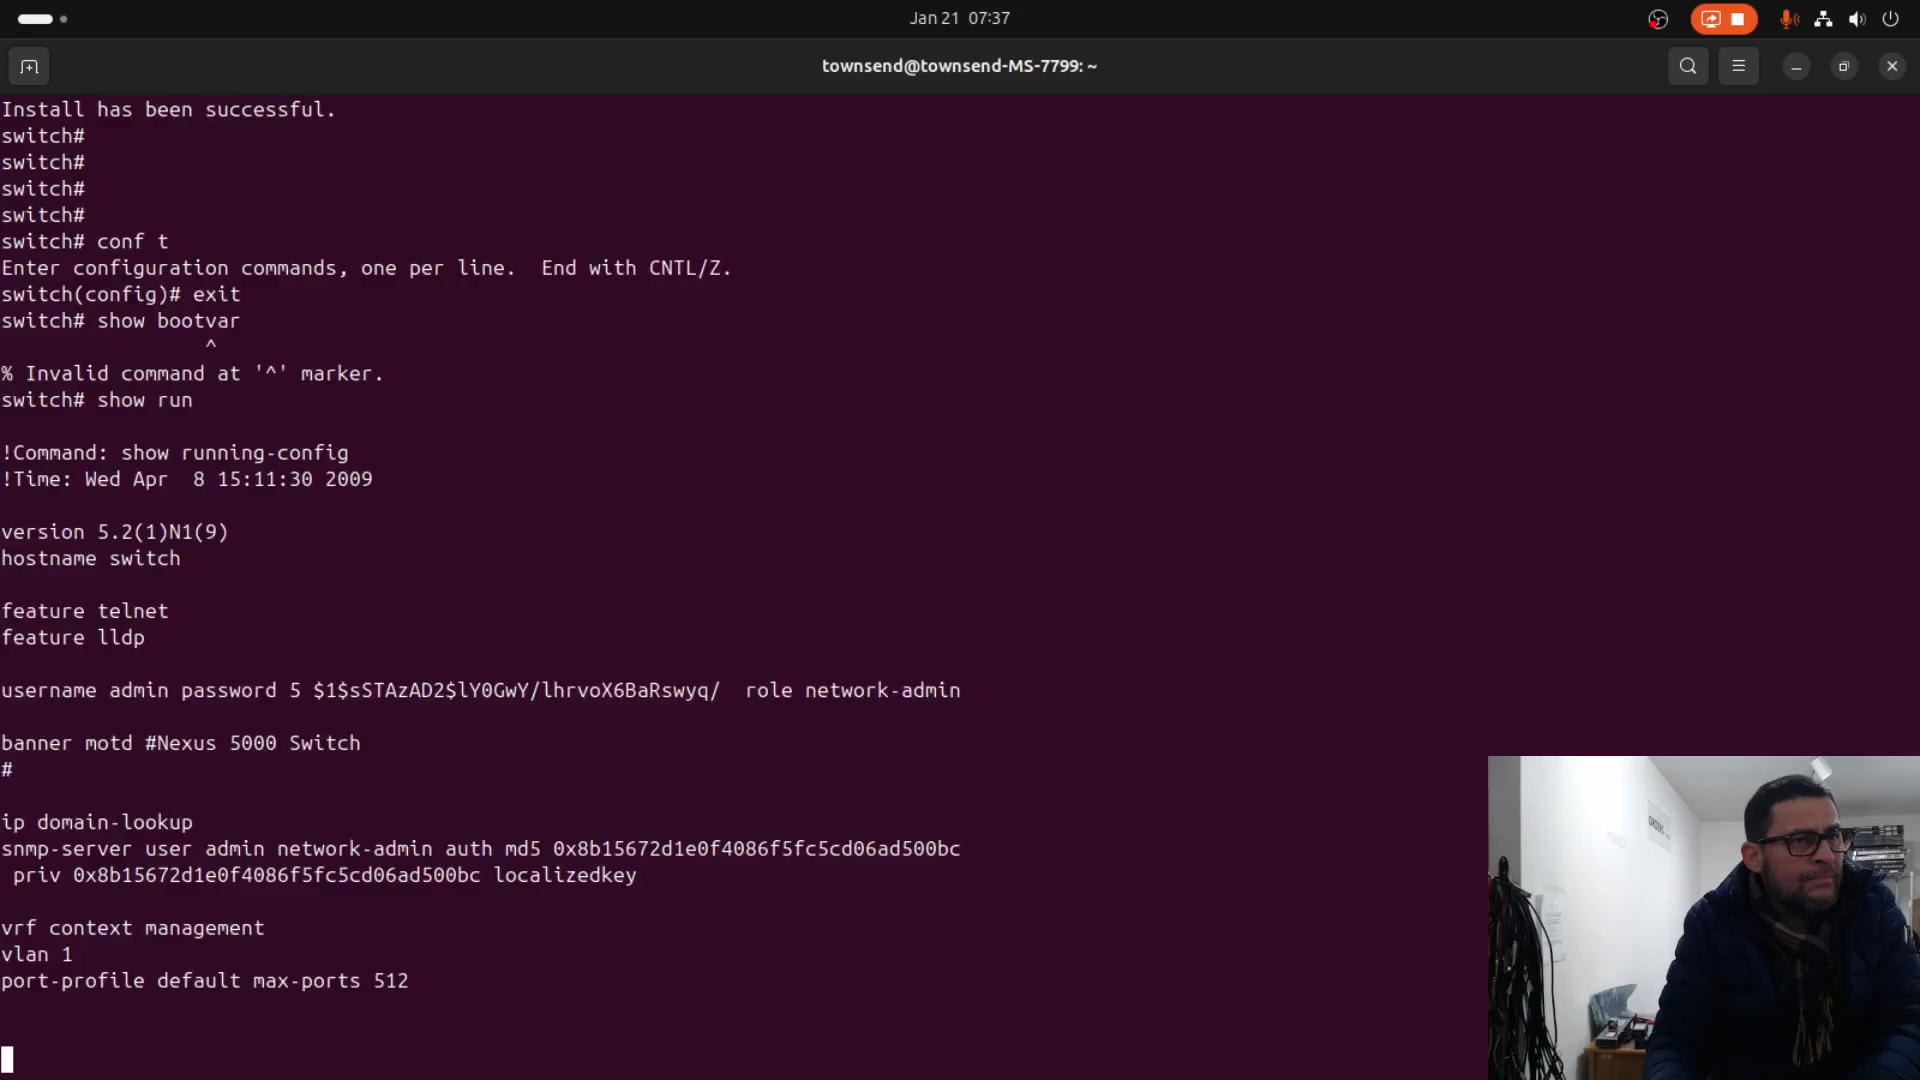 Jan 21 07:37
townsend@townsend-MS-7799: ~
Install has been successful.
switch#
switch#
switch#
switch#
switch# conf t
Enter configuration commands, one per line.  End with CNTL/Z.
switch(config)# exit
switch# show bootvar
^
% Invalid command at '^' marker.
switch# show run
!Command: show running-config
!Time: Wed Apr  8 15:11:30 2009
version 5.2(1)N1(9)
hostname switch
feature telnet
feature lldp
username admin password 5 $1$sSTAzAD2$lY0GwY/lhrvoX6BaRswyq/  role network-admin
banner motd #Nexus 5000 Switch
#
ip domain-lookup
snmp-server user admin network-admin auth md5 0x8b15672d1e0f4086f5fc5cd06ad500bc
 priv 0x8b15672d1e0f4086f5fc5cd06ad500bc localizedkey
vrf context management
vlan 1
port-profile default max-ports 512